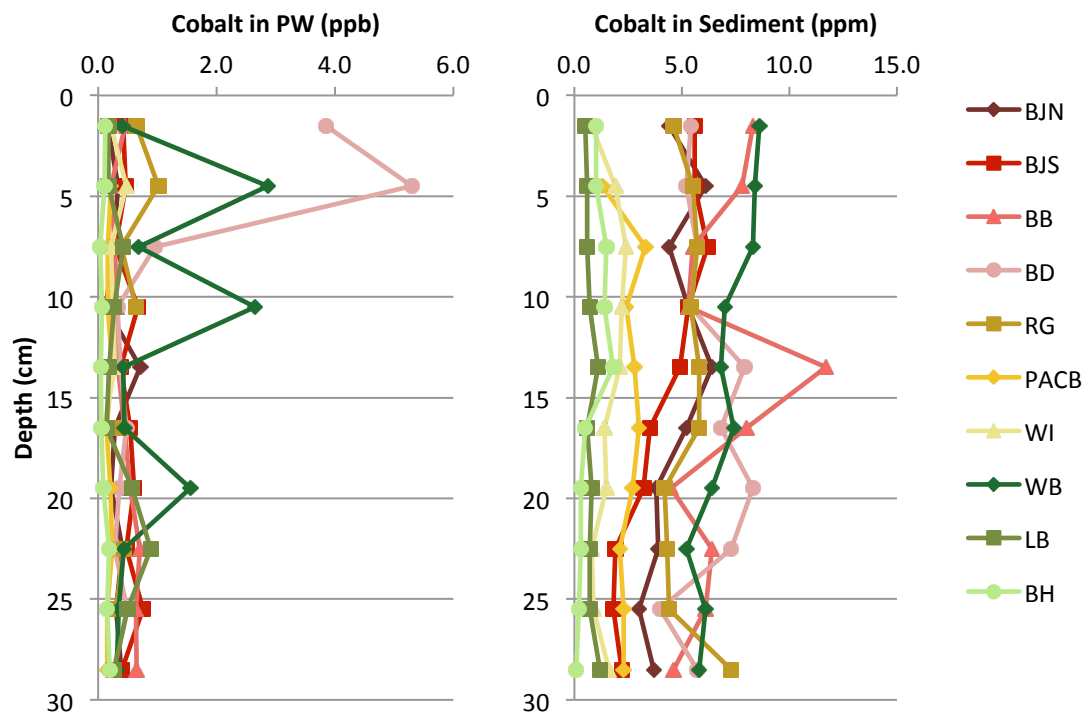 Cobalt in PW (ppb)
0.0 2.0 4.0 6.0
Cobalt in Sediment (ppm)
0.0 5.0 10.0 15.0
Depth (cm)
0
5
10
15
20
25
30
0
5
10
15
20
25
30
BJN
BJS
BB
BD
RG
PACB
WI
WB
LB
BH